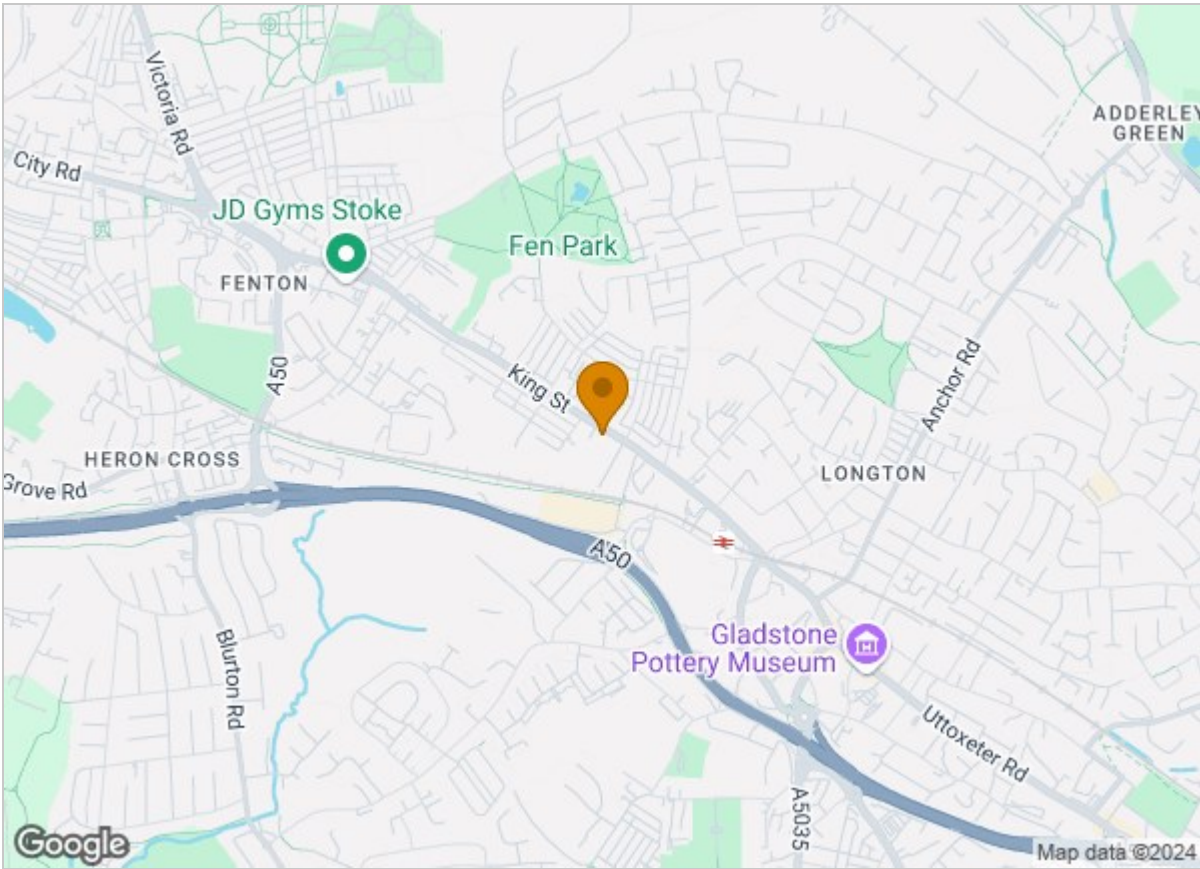 Victoria Rd
ADDERLEY
GREEN
City Rd
JD Gyms Stoke
Fen Park
FENTON
A50
King St
Anchor Rd
HERON CROSS
LONGTON
Grove Rd
A50
Gladstone
Pottery Museum
Blurton Rd
Uttoxeter Rd
A5035
Google
Map data ©2024